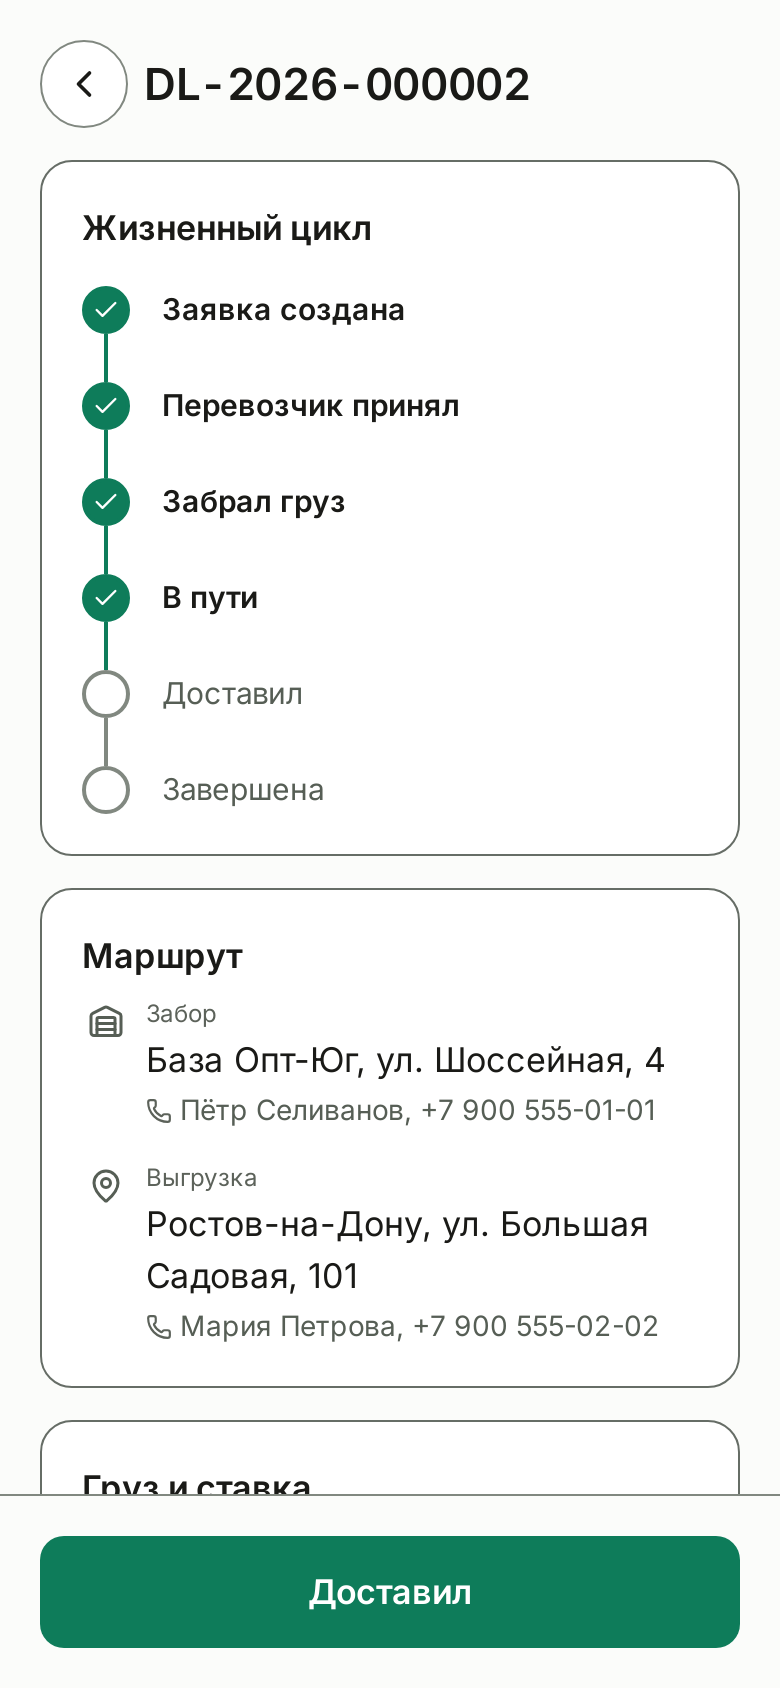 DL-2026-000002
Жизненный цикл
Заявка создана
Перевозчик принял
Забрал груз
В пути
Доставил
Завершена
Маршрут
Забор
База Опт-Юг, ул. Шоссейная, 4
Пётр Селиванов, +7 900 555-01-01
Выгрузка
Ростов-на-Дону, ул. Большая
Садовая, 101
Мария Петрова, +7 900 555-02-02
Груз и ставка
Доставил